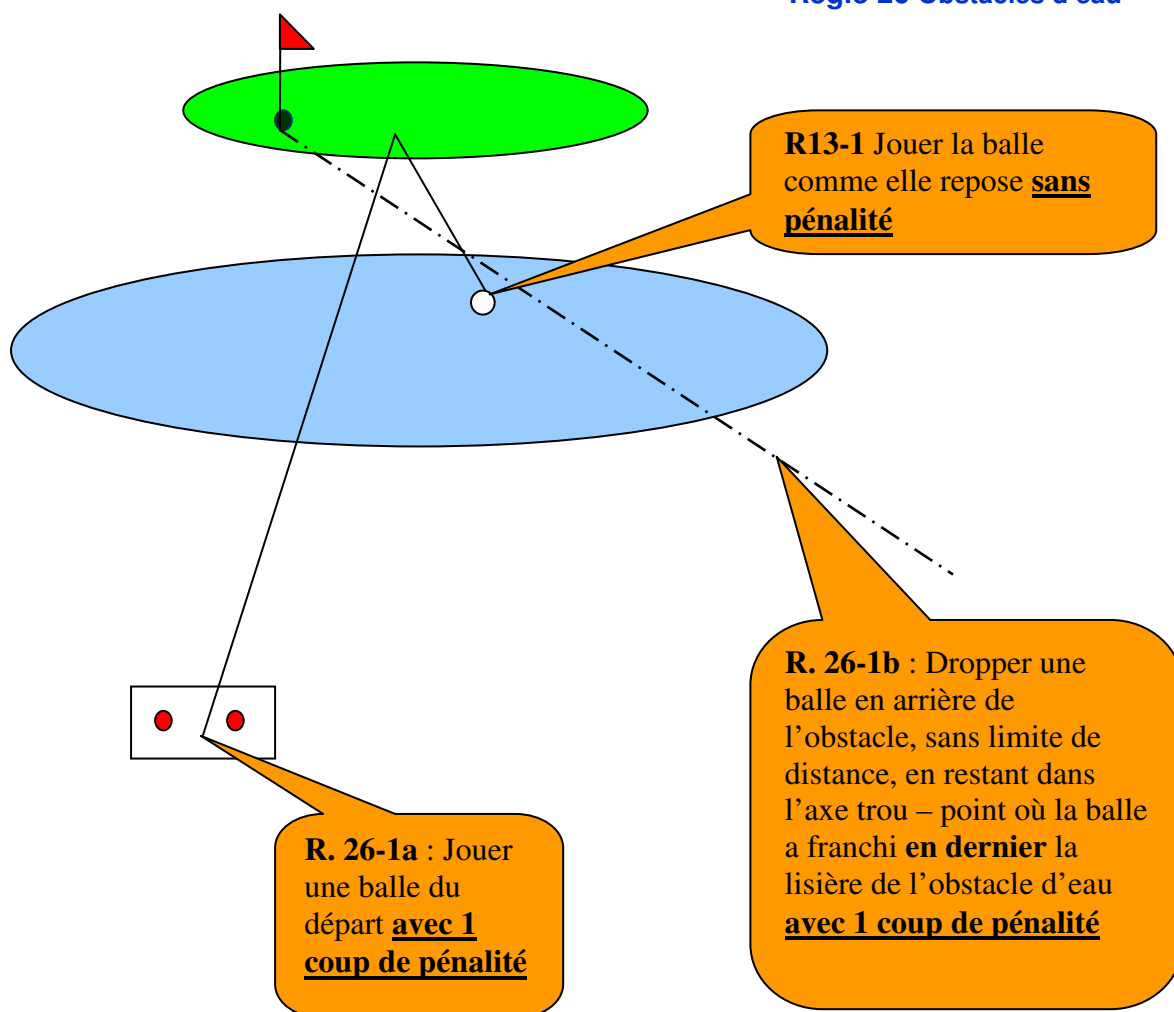 Règle 26 Obstacles d'eau
R13-1 Jouer la balle
comme elle repose sans
pénalité
R. 26-1b : Dropper une
balle en arrière de
l’obstacle, sans limite de
distance, en restant dans
l’axe trou – point où la balle
a franchi en dernier la
lisière de l’obstacle d’eau
avec 1 coup de pénalité
R. 26-1a : Jouer
une balle du
départ avec 1
coup de pénalité